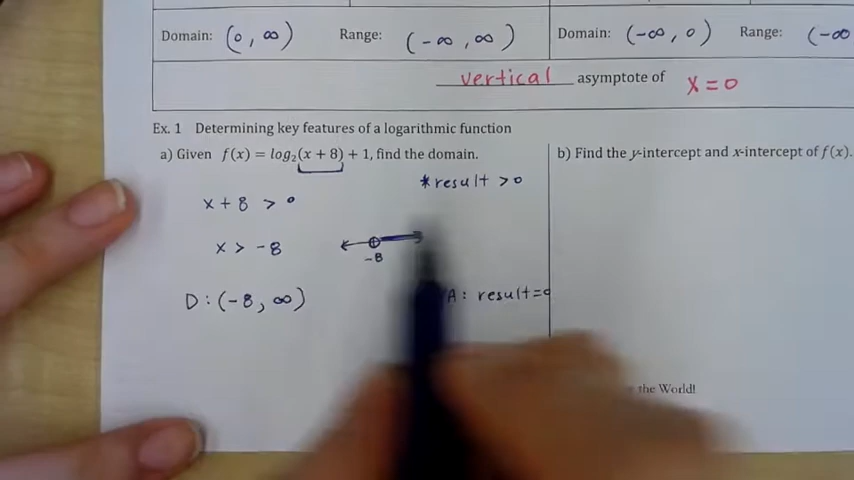 Domain: (0, ∞) Range: (-∞, ∞) Domain: (-∞, 0) Range: (-∞
vertical asymptote of x = 0
Ex. 1 Determining key features of a logarithmic function
a) Given f(x) = log₂(x + 8) + 1, find the domain.
*result > 0
x + 8 > 0
x > -8
-8
D: (-8, ∞)
A: result = 0
b) Find the y-intercept and x-intercept of f(x).
the World!